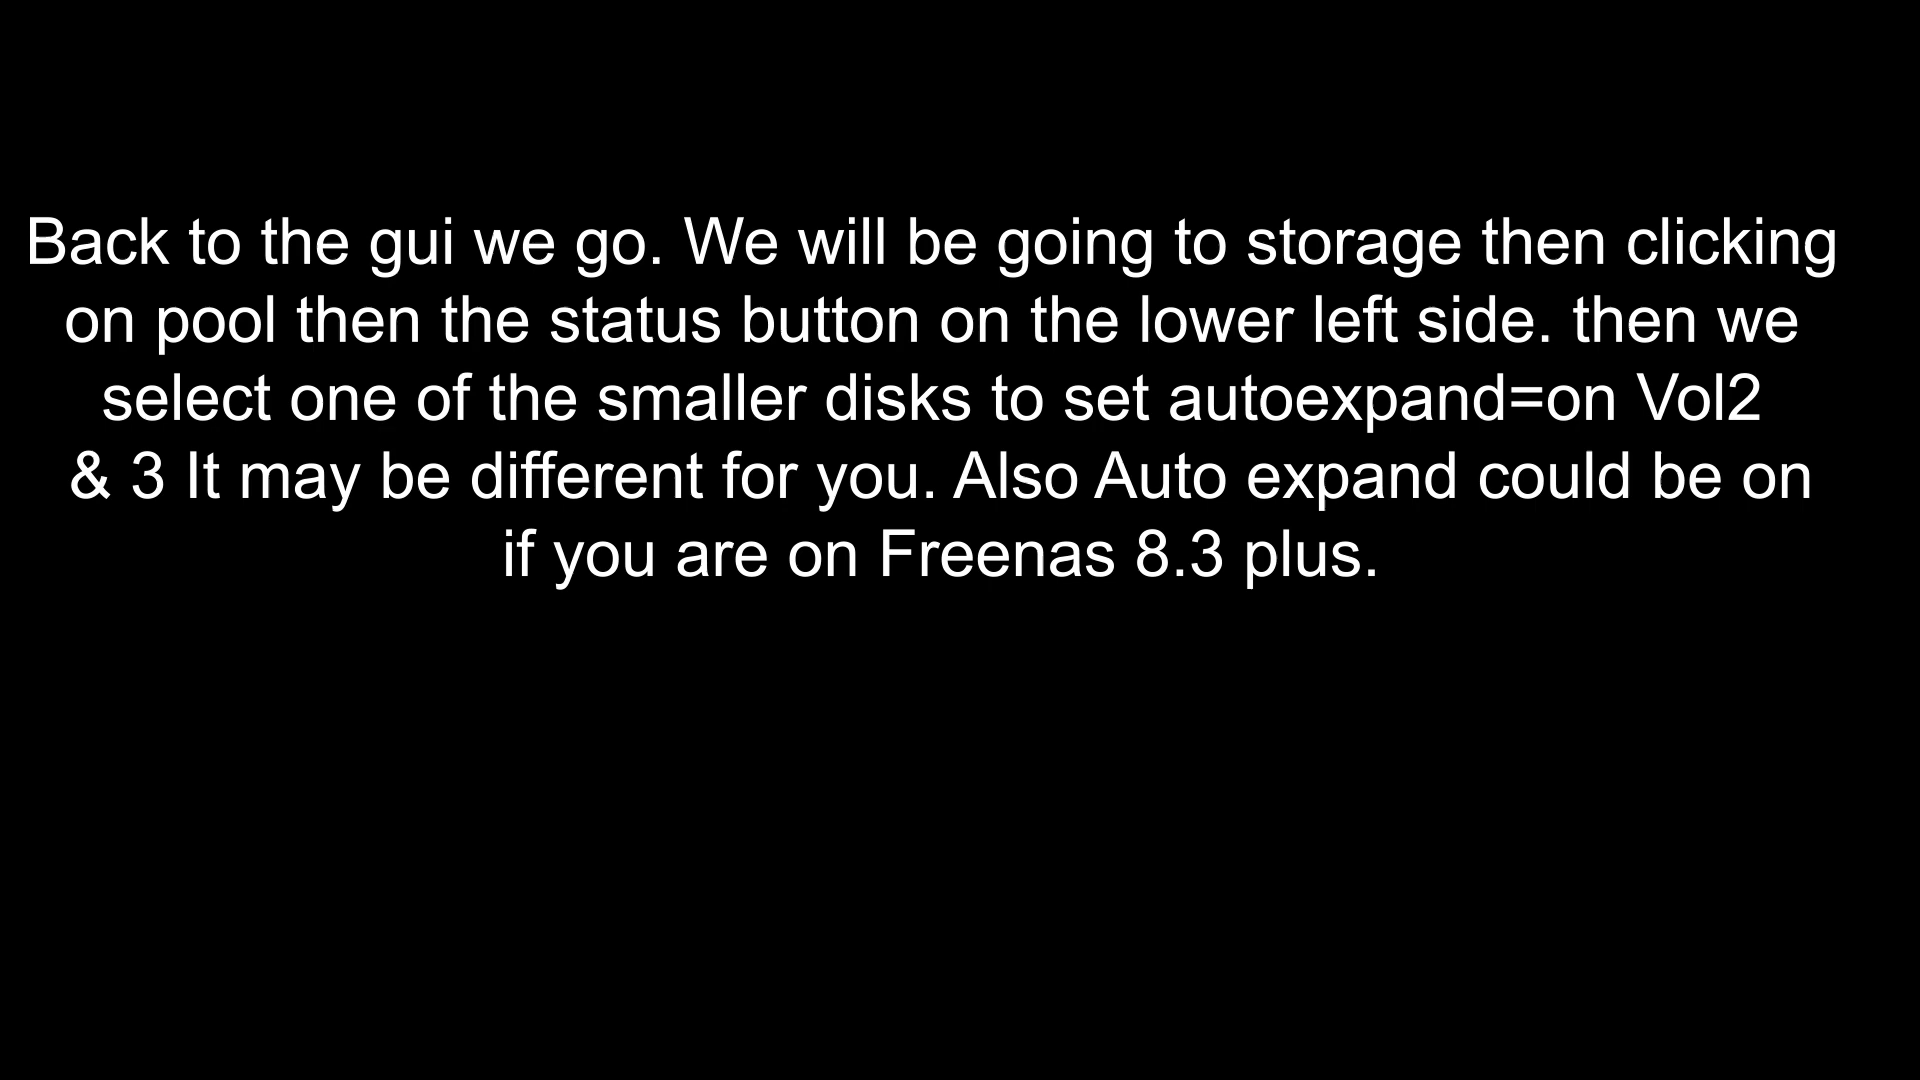 Back to the gui we go. We will be going to storage then clicking
on pool then the status button on the lower left side. then we
select one of the smaller disks to set autoexpand=on Vol2
& 3 It may be different for you. Also Auto expand could be on
if you are on Freenas 8.3 plus.